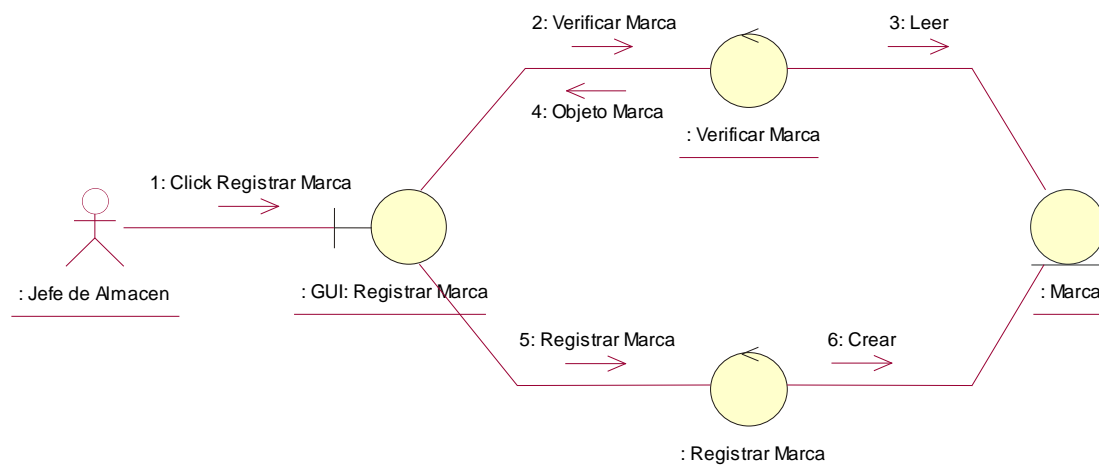 2: Verificar Marca
3: Leer
4: Objeto Marca
: Verificar Marca
1: Click Registrar Marca
: Jefe de Almacen
: GUI: Registrar Marca
: Marca
5: Registrar Marca
6: Crear
: Registrar Marca